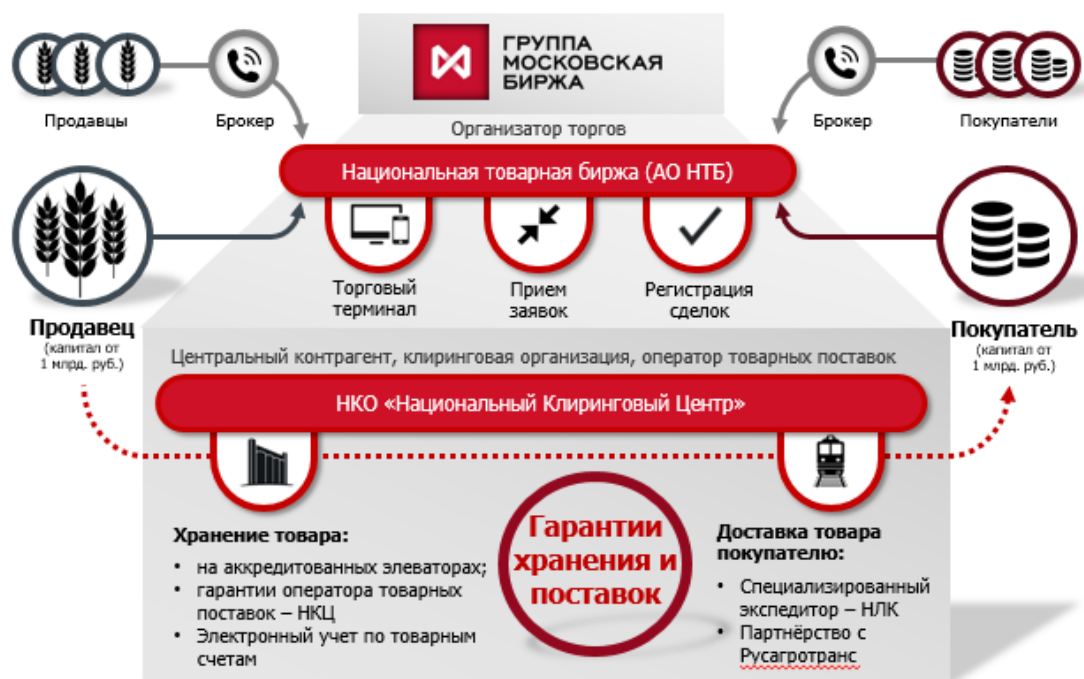 ГРУППА
МОСКОВСКАЯ
БИРЖА
Продавцы
Брокер
Организатор торгов
Брокер
Покупатели
Национальная товарная биржа (АО НТБ)
Торговый
терминал
Прием
заявок
Регистрация
сделок
Продавец
(капитал от
1 млрд. руб.)
Покупатель
(капитал от
1 млрд. руб.)
Центральный контрагент, клиринговая организация, оператор товарных поставок
НКО «Национальный Клиринговый Центр»
Хранение товара:
• на аккредитованных элеваторах;
• гарантии оператора товарных
поставок – НКЦ
• Электронный учет по товарным
счетам
Гарантии
хранения и
поставок
Доставка товара
покупателю:
• Специализированный
экспедитор – НЛК
• Партнёрство с
Русагротранс